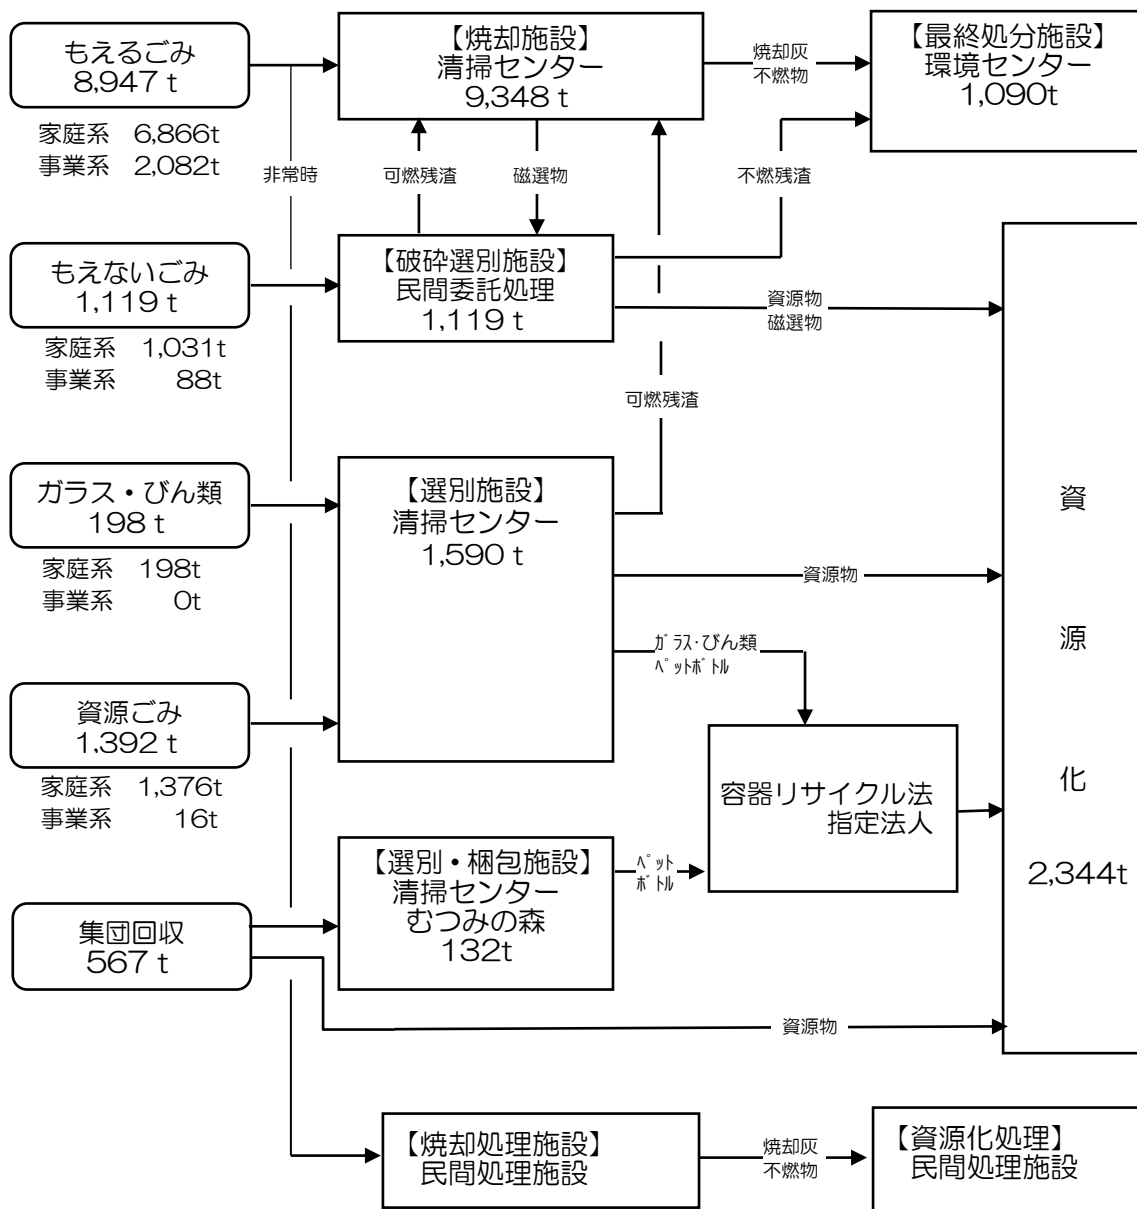 もえるごみ
8,947 t
家庭系 6,866t
事業系 2,082t
【焼却施設】
清掃センター
9,348 t
焼却灰
不燃物
【最終処分施設】
環境センター
1,090t
非常時
可燃残渣
磁選物
不燃残渣
もえないごみ
1,119 t
家庭系 1,031t
事業系 88t
【破砕選別施設】
民間委託処理
1,119 t
資源物
磁選物
可燃残渣
ガラス・びん類
198 t
家庭系 198t
事業系 0t
【選別施設】
清掃センター
1,590 t
資源物
ガラス・びん類
ペットボトル
資源ごみ
1,392 t
家庭系 1,376t
事業系 16t
容器リサイクル法
指定法人
資
源
化
2,344t
集団回収
567 t
【選別・梱包施設】
清掃センター
むつみの森
132t
ペット
ボトル
資源物
【焼却処理施設】
民間処理施設
焼却灰
不燃物
【資源化処理】
民間処理施設